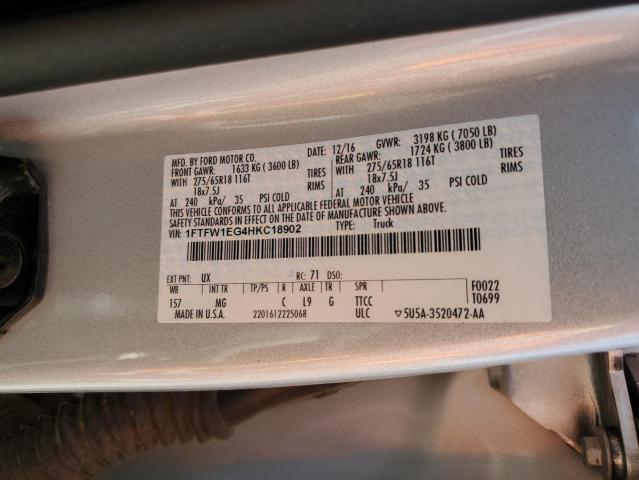 MFD. BY FORD MOTOR CO. DATE: 12/16 GVWR: 3198 KG ( 7050 LB)
FRONT GAWR: 1633 KG ( 3600 LB) REAR GAWR: 1724 KG ( 3800 LB)
WITH 275/65R18 116T TIRES WITH 275/65R18 116T TIRES
18x7.5J RIMS 18x7.5J RIMS
AT 240 kPa/ 35 PSI COLD AT 240 kPa/ 35 PSI COLD
THIS VEHICLE CONFORMS TO ALL APPLICABLE FEDERAL MOTOR VEHICLE
SAFETY STANDARDS IN EFFECT ON THE DATE OF MANUFACTURE SHOWN ABOVE.
VIN: 1FTFW1EG4HKC18902 TYPE: Truck
EXT PNT: UX RC: 71 DSO: F0022
WB INT TR TP/PS R AXLE TR SPR T0699
157 MG C L9 G TTCC
MADE IN U.S.A. 2201612225068 ULC ▽5U5A-3520472-AA